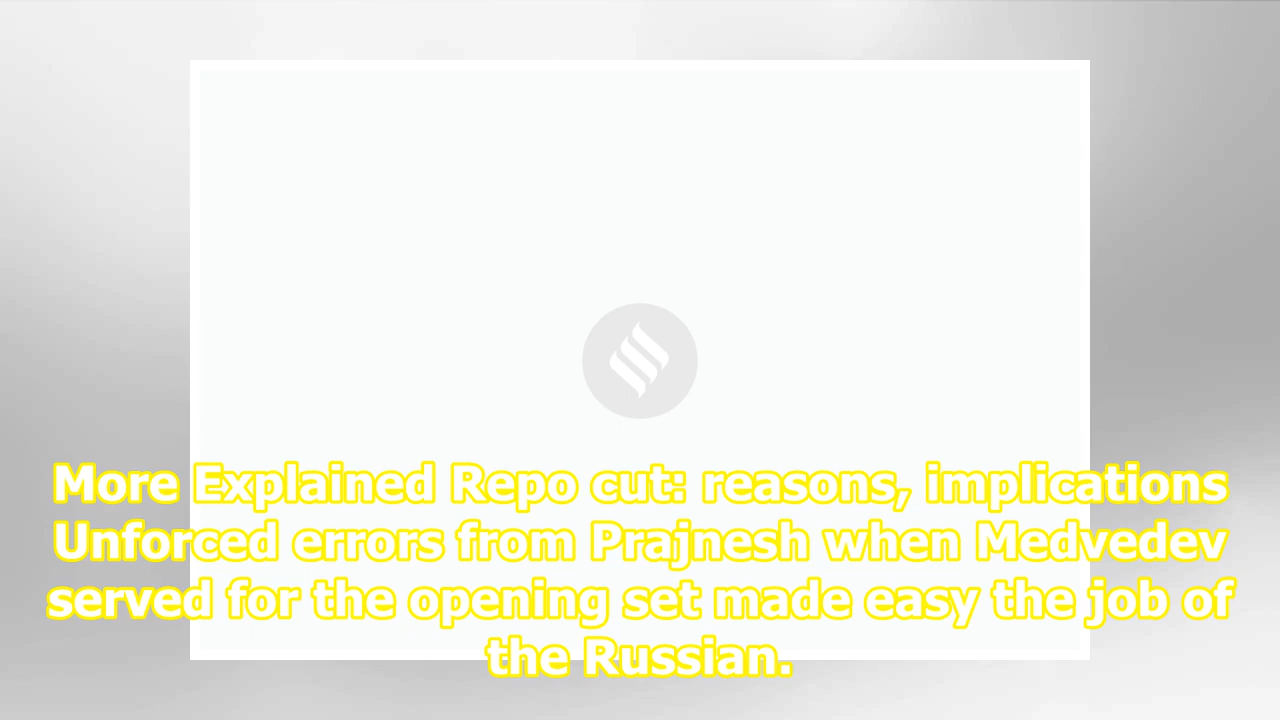 More Explained Repo cut: reasons, implications
Unforced errors from Prajnesh when Medvedev
served for the opening set made easy the job of
the Russian.